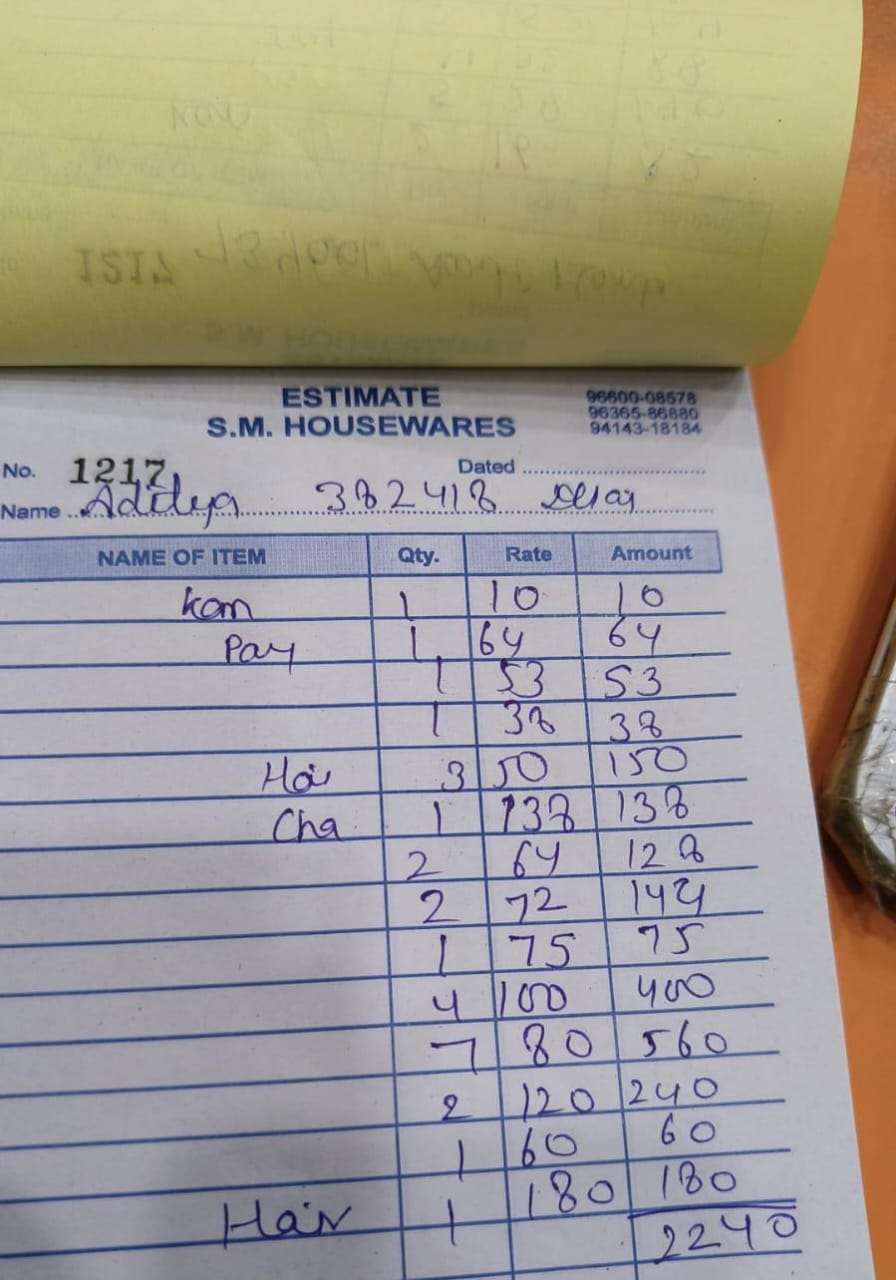 ESTIMATE
S.M. HOUSEWARES
96600-08578
96365-86880
94143-18184
No. 1217 Dated
Name Aditya 382418
NAME OF ITEM Qty. Rate Amount
Kam 1 10 10
Pay 1 64 64
1 53 53
1 38 38
Hai 3 50 150
Cha 1 138 138
2 64 128
2 72 144
1 75 75
4 100 400
7 80 560
2 120 240
1 60 60
Hain 1 180 180
2240